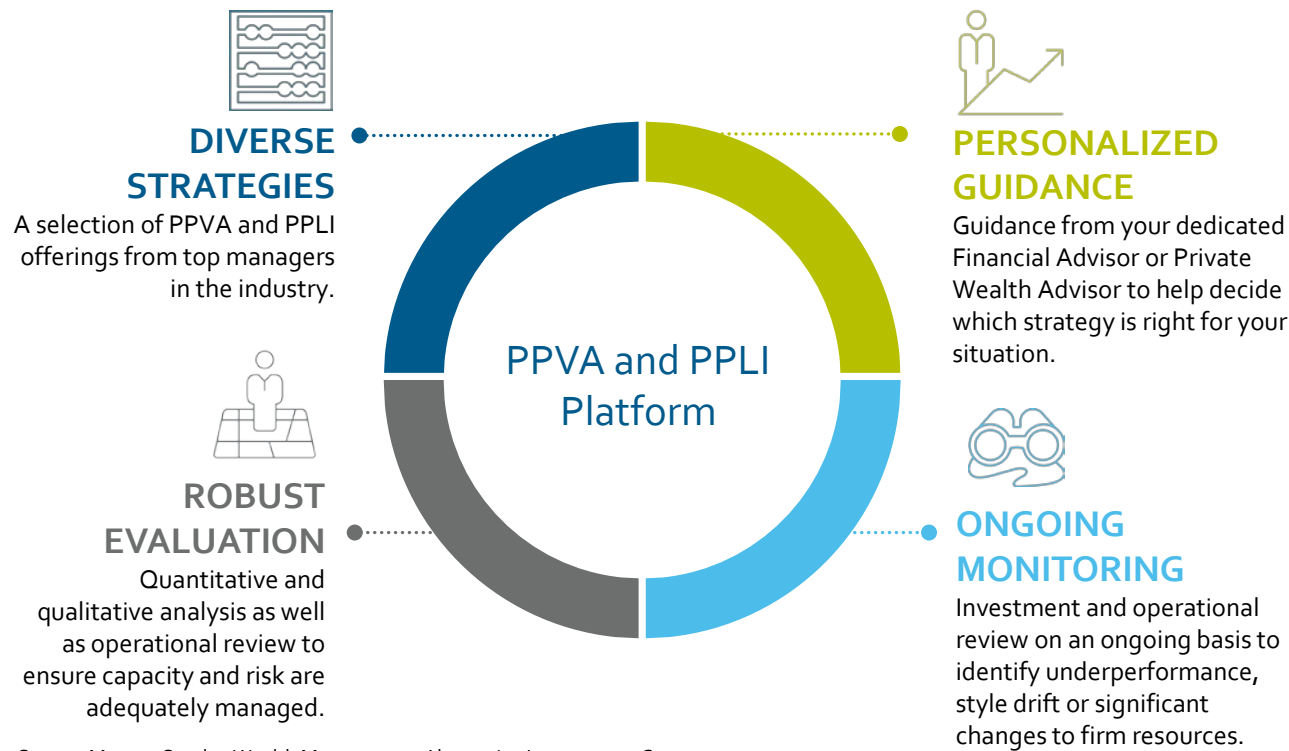 DIVERSE
STRATEGIES
A selection of PPVA and PPLI
offerings from top managers
in the industry.
PERSONALIZED
GUIDANCE
Guidance from your dedicated
Financial Advisor or Private
Wealth Advisor to help decide
which strategy is right for your
situation.
PPVA and PPLI
Platform
ROBUST
EVALUATION
Quantitative and
qualitative analysis as well
as operational review to
ensure capacity and risk are
adequately managed.
ONGOING
MONITORING
Investment and operational
review on an ongoing basis to
identify underperformance,
style drift or significant
changes to firm resources.